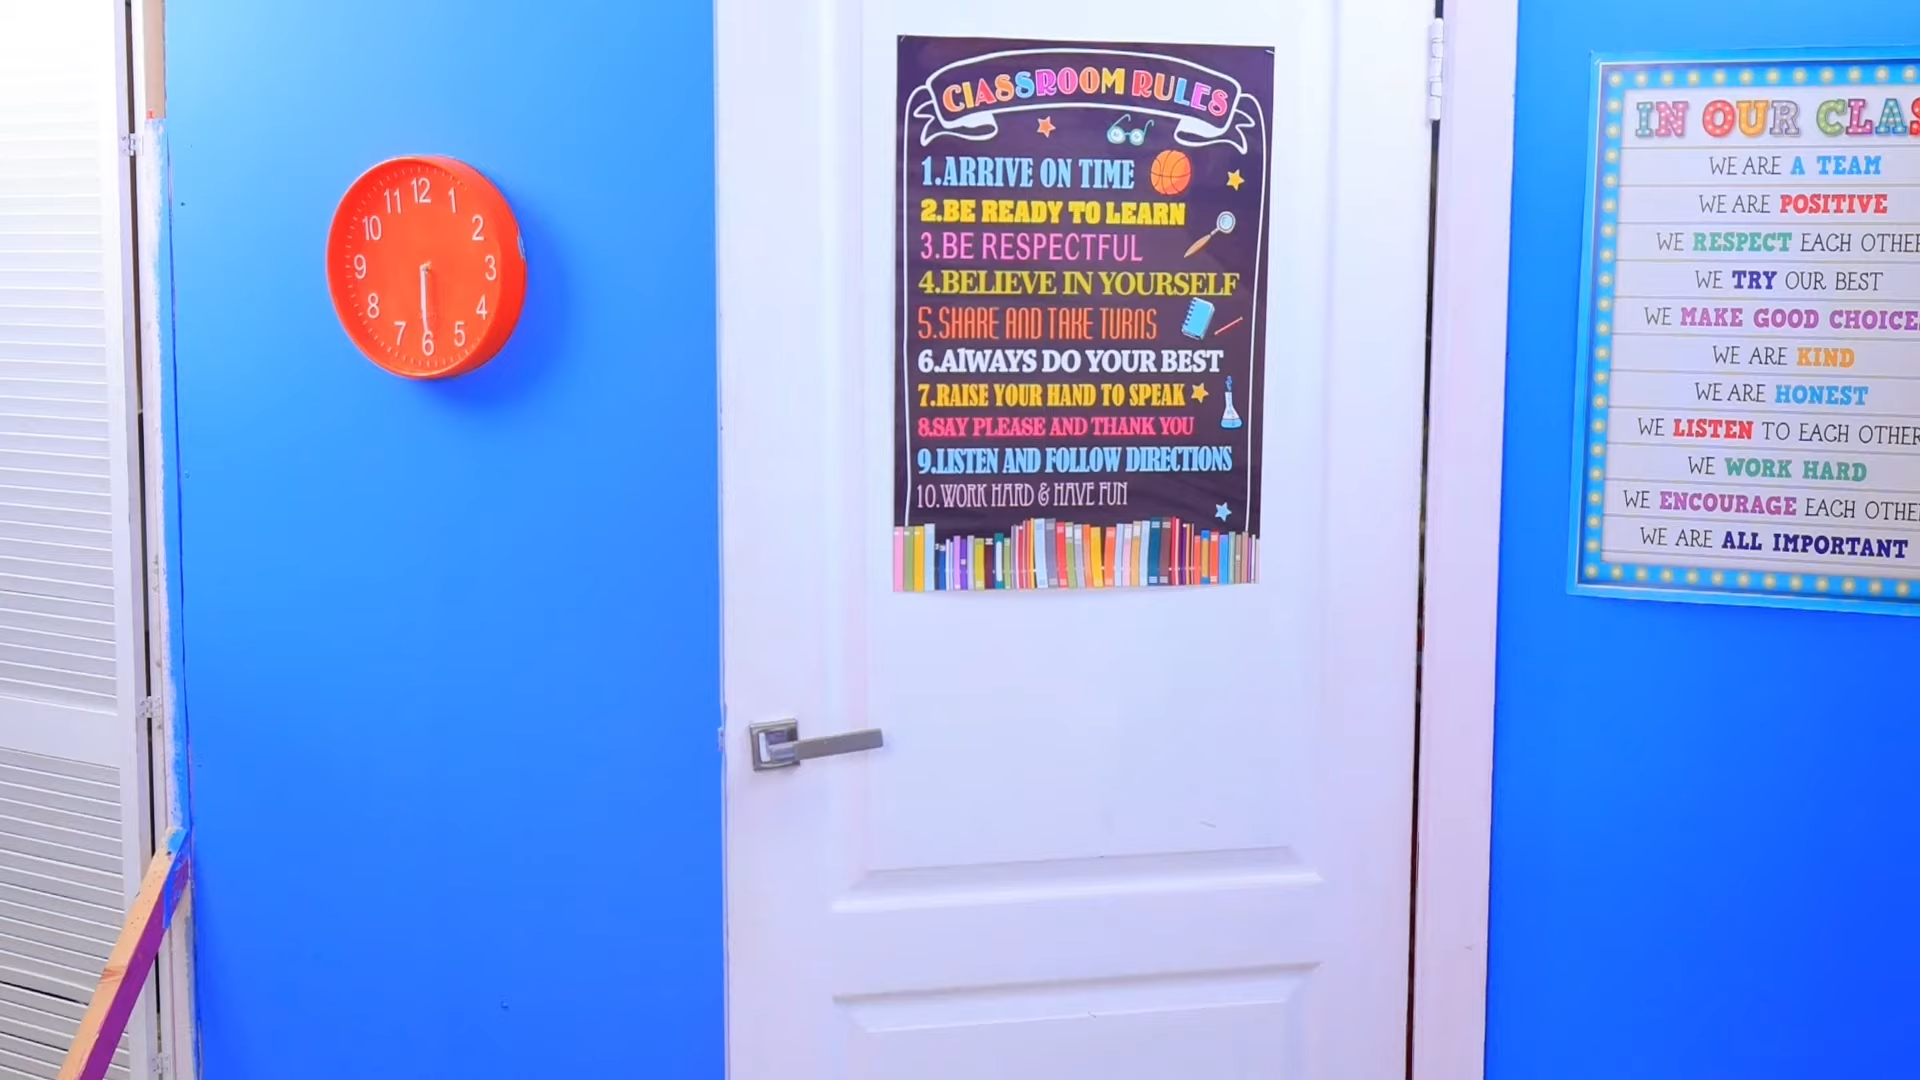 12
11
1
10
2
9
3
8
4
7
5
6
CLASSROOM RULES
1.ARRIVE ON TIME
2.BE READY TO LEARN
3.BE RESPECTFUL
4.BELIEVE IN YOURSELF
5.SHARE AND TAKE TURNS
6.ALWAYS DO YOUR BEST
7.RAISE YOUR HAND TO SPEAK
8.SAY PLEASE AND THANK YOU
9.LISTEN AND FOLLOW DIRECTIONS
10.WORK HARD & HAVE FUN
IN OUR CLAS
WE ARE A TEAM
WE ARE POSITIVE
WE RESPECT EACH OTHE
WE TRY OUR BEST
WE MAKE GOOD CHOICE
WE ARE KIND
WE ARE HONEST
WE LISTEN TO EACH OTHER
WE WORK HARD
WE ENCOURAGE EACH OTHE
WE ARE ALL IMPORTANT